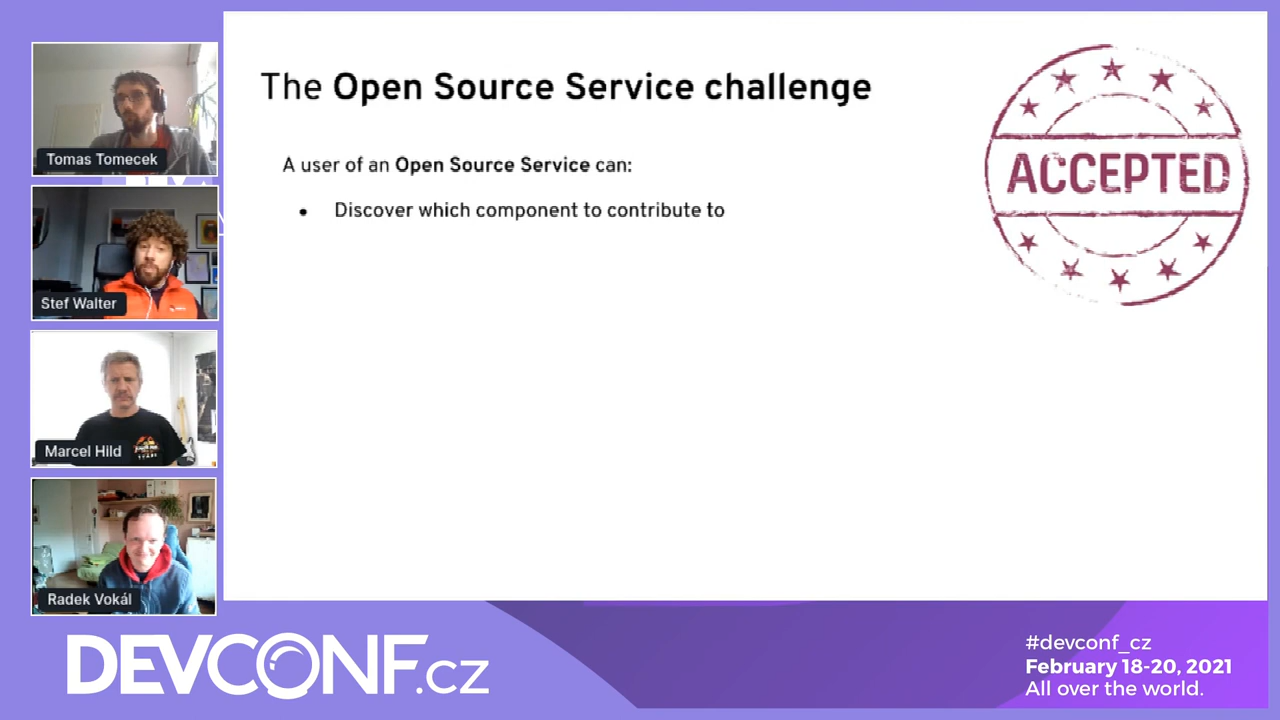 Tomas Tomecek
Stef Walter
Marcel Hild
Radek Vokál
The Open Source Service challenge
A user of an Open Source Service can:
• Discover which component to contribute to
ACCEPTED
DEVCONF.cz
#devconf_cz
February 18-20, 2021
All over the world.